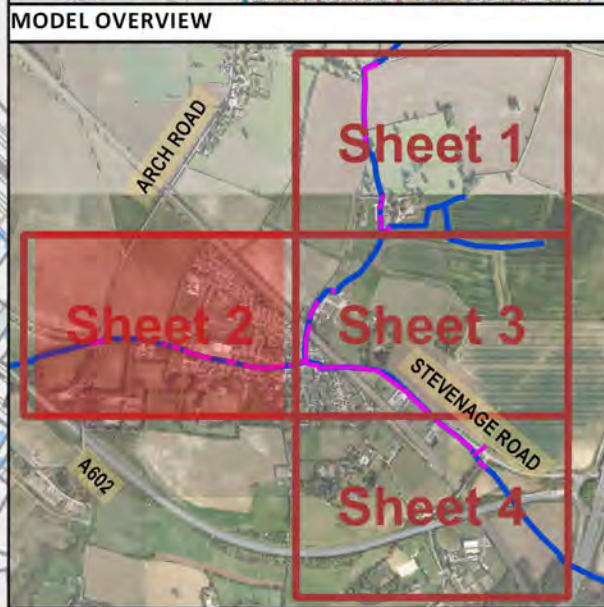 MODEL OVERVIEW
ARCH ROAD
Sheet 1
Sheet 2
Sheet 3
STEVENAGE ROAD
A602
Sheet 4